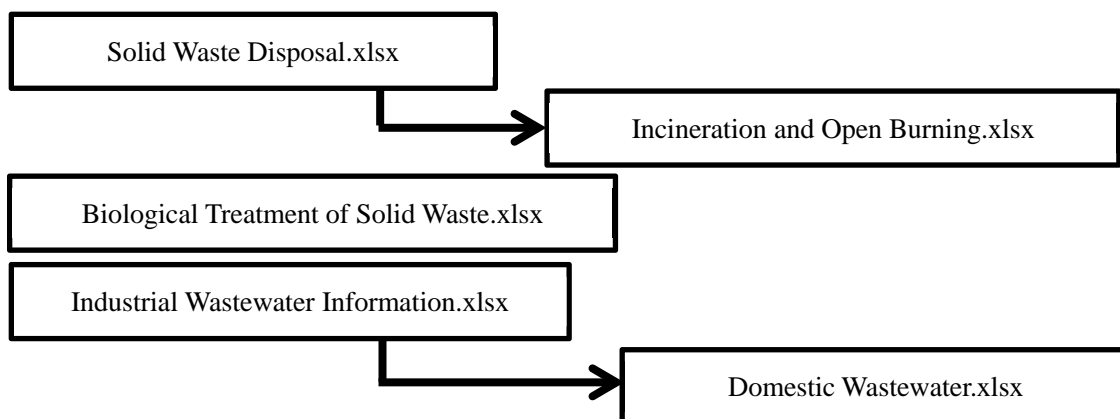 Solid Waste Disposal.xlsx
Incineration and Open Burning.xlsx
Biological Treatment of Solid Waste.xlsx
Industrial Wastewater Information.xlsx
Domestic Wastewater.xlsx